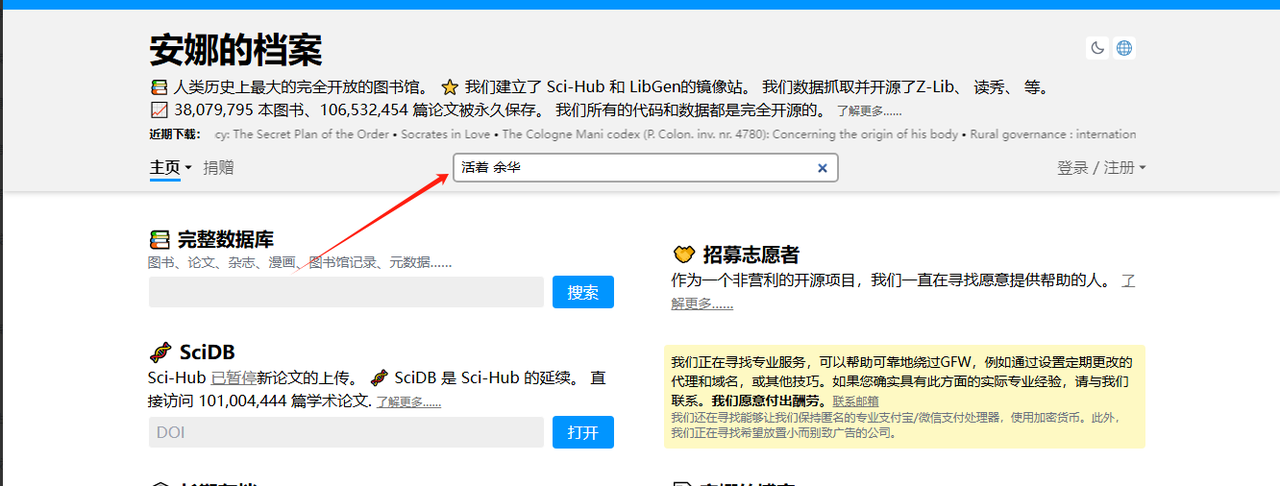 安娜的档案
📚 人类历史上最大的完全开放的图书馆。 ⭐ 我们建立了 Sci-Hub 和 LibGen的镜像站。 我们数据抓取并开源了Z-Lib、 读秀、 等。
📈 38,079,795 本图书、106,532,454 篇论文被永久保存。 我们所有的代码和数据都是完全开源的。 了解更多……
近期下载： cy: The Secret Plan of the Order • Socrates in Love • The Cologne Mani codex (P. Colon. inv. nr. 4780): Concerning the origin of his body • Rural governance : internation
主页 捐赠 活着 余华 登录 / 注册
📚 完整数据库
图书、论文、杂志、漫画、图书馆记录、元数据……
搜索
🧬 SciDB
Sci-Hub 已暂停新论文的上传。 🧬 SciDB 是 Sci-Hub 的延续。 直
接访问 101,004,444 篇学术论文. 了解更多……
DOI 打开
💛 招募志愿者
作为一个非营利的开源项目，我们一直在寻找愿意提供帮助的人。 了
解更多……
我们正在寻找专业服务，可以帮助可靠地绕过GFW，例如通过设置定期更改的
代理和域名，或其他技巧。如果您确实具有此方面的实际专业经验，请与我们
联系。我们愿意付出酬劳。联系邮箱
我们还在寻找能够让我们保持匿名的专业支付宝/微信支付处理器，使用加密货币。此外，
我们正在寻找希望放置小而别致广告的公司。